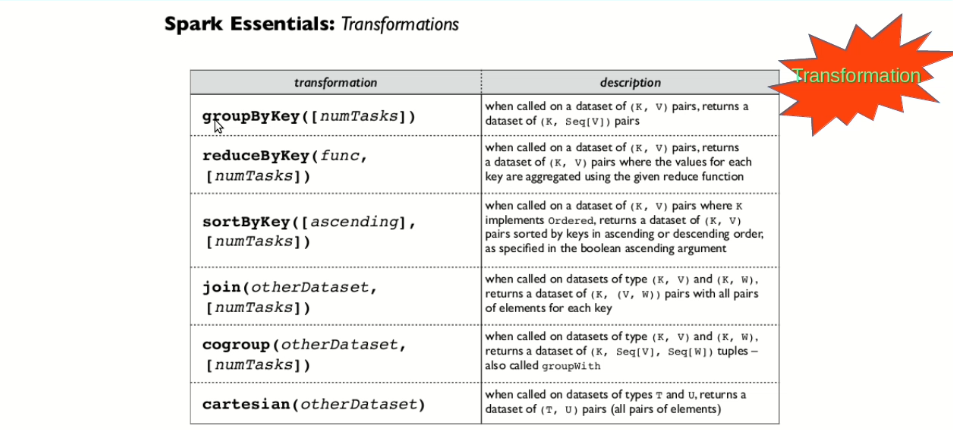 Spark Essentials: Transformations
Transformation
transformation
description
groupByKey([numTasks])
when called on a dataset of (K, V) pairs, returns a
dataset of (K, Seq[V]) pairs
reduceByKey(func,
[numTasks])
when called on a dataset of (K, V) pairs, returns
a dataset of (K, V) pairs where the values for each
key are aggregated using the given reduce function
sortByKey([ascending],
[numTasks])
when called on a dataset of (K, V) pairs where K
implements Ordered, returns a dataset of (K, V)
pairs sorted by keys in ascending or descending order,
as specified in the boolean ascending argument
join(otherDataset,
[numTasks])
when called on datasets of type (K, V) and (K, W),
returns a dataset of (K, (V, W)) pairs with all pairs
of elements for each key
cogroup(otherDataset,
[numTasks])
when called on datasets of type (K, V) and (K, W),
returns a dataset of (K, Seq[V], Seq[W]) tuples –
also called groupWith
cartesian(otherDataset)
when called on datasets of types T and U, returns a
dataset of (T, U) pairs (all pairs of elements)